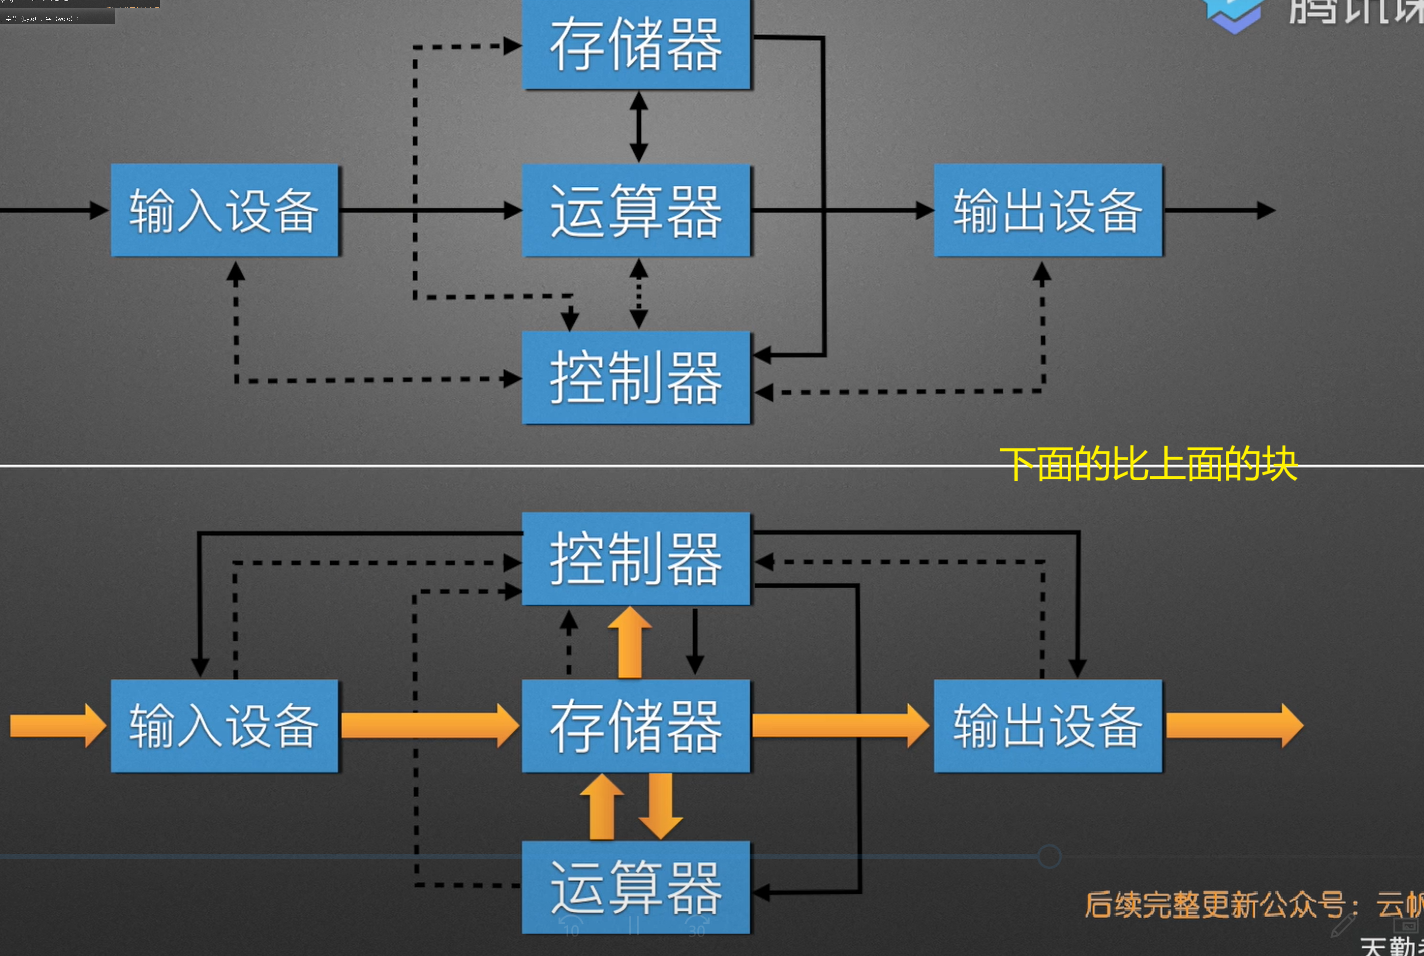 腾讯课
存储器
输入设备
运算器
输出设备
控制器
下面的比上面的块
控制器
输入设备
存储器
输出设备
运算器
10
30
后续完整更新公众号：云帆
天勤考